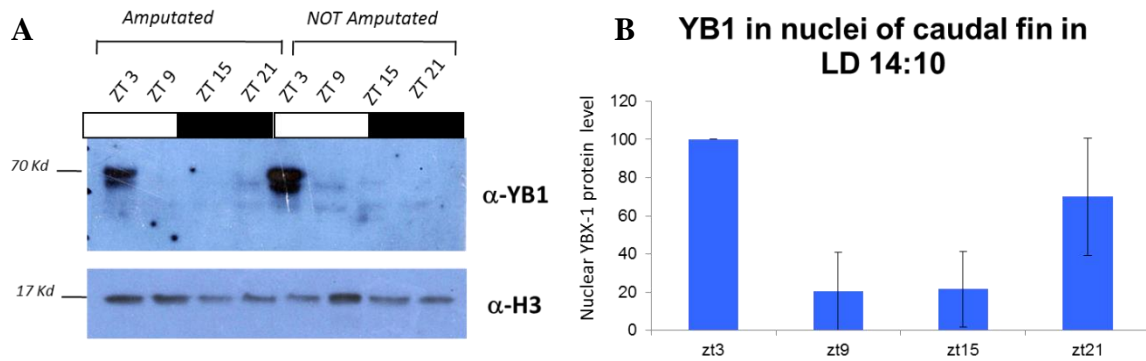 A
Amputated
NOT Amputated
ZT 3
ZT 9
ZT 15
ZT 21
ZT 3
ZT 9
ZT 15
ZT 21
70 Kd
α-YB1
17 Kd
α-H3
B
YB1 in nuclei of caudal fin in
LD 14:10
Nuclear YBX-1 protein level
120
100
80
60
40
20
0
zt3
zt9
zt15
zt21